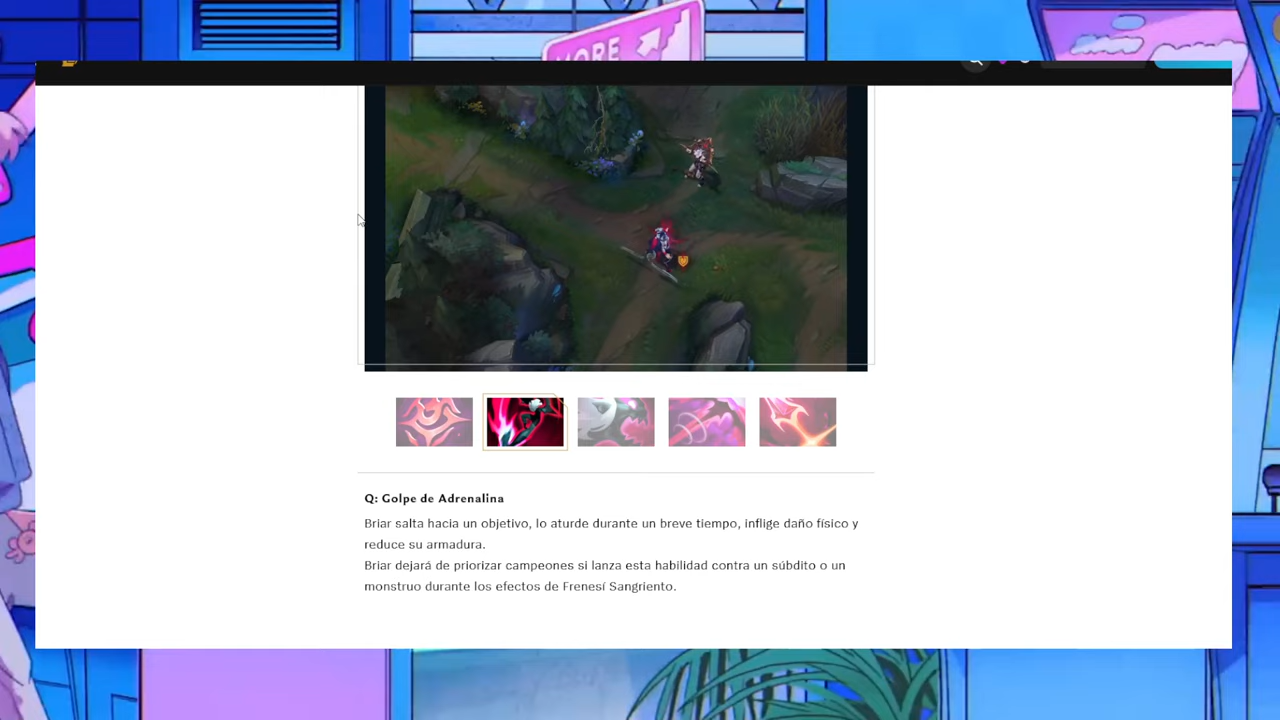 MORE
Q: Golpe de Adrenalina
Briar salta hacia un objetivo, lo aturde durante un breve tiempo, inflige daño físico y
reduce su armadura.
Briar dejará de priorizar campeones si lanza esta habilidad contra un súbdito o un
monstruo durante los efectos de Frenesí Sangriento.